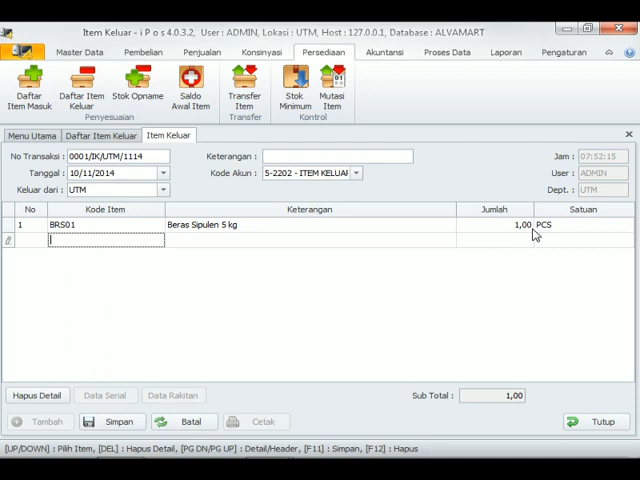 Item Keluar - i P o s 4.0.3.2, User : ADMIN, Lokasi : UTM, Host : 127.0.0.1, Database : ALVAMART
Master Data Pembelian Penjualan Konsinyasi Persediaan Akuntansi Proses Data Laporan Pengaturan
Daftar Item Masuk
Daftar Item Keluar
Stok Opname
Saldo Awal Item
Transfer Item
Stok Minimum
Mutasi Item
Penyesuaian Transfer Kontrol
Menu Utama Daftar Item Keluar Item Keluar
No Transaksi : 0001/IK/UTM/1114 Keterangan : Jam : 07:52:15
Tanggal : 10/11/2014 Kode Akun : 5-2202 - ITEM KELUAR User : ADMIN
Keluar dari : UTM Dept. : UTM
No Kode Item Keterangan Jumlah Satuan
1 BRS01 Beras Sipulen 5 kg 1,00 PCS
Hapus Detail Data Serial Data Rakitan Sub Total : 1,00
Tambah Simpan Batal Cetak Tutup
[UP/DOWN] : Pilih Item, [DEL] : Hapus Detail, [PG DN/PG UP] : Detail/Header, [F11] : Simpan, [F12] : Hapus